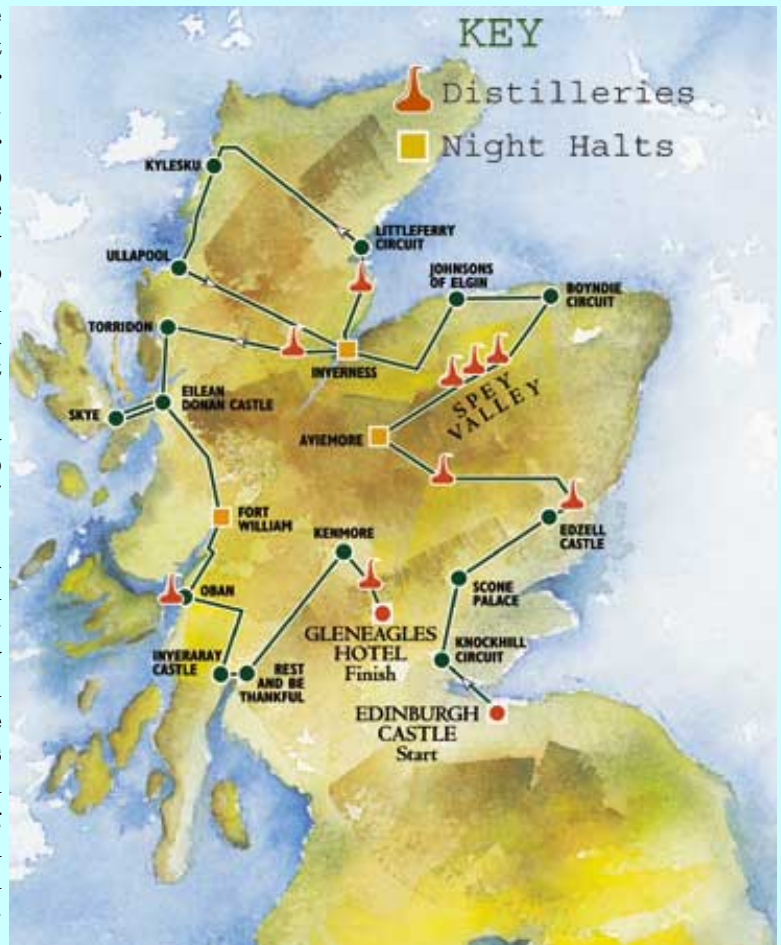 KEY
Distilleries
Night Halts
KYLESKU
LITTLEFERRY
CIRCUIT
ULLAPOOL
JOHNSONS
OF ELGIN
BOYNDIE
CIRCUIT
TORRIDON
INVERNESS
EILEAN
DONAN CASTLE
SKYE
SPEY
VALLEY
AVIEMORE
FORT
WILLIAM
KENMORE
EDZELL
CASTLE
OBAN
SCONE
PALACE
GLENEAGLES
HOTEL
Finish
KNOCKHILL
CIRCUIT
INVERARAY
CASTLE
REST
AND BE
THANKFUL
EDINBURGH
CASTLE
Start